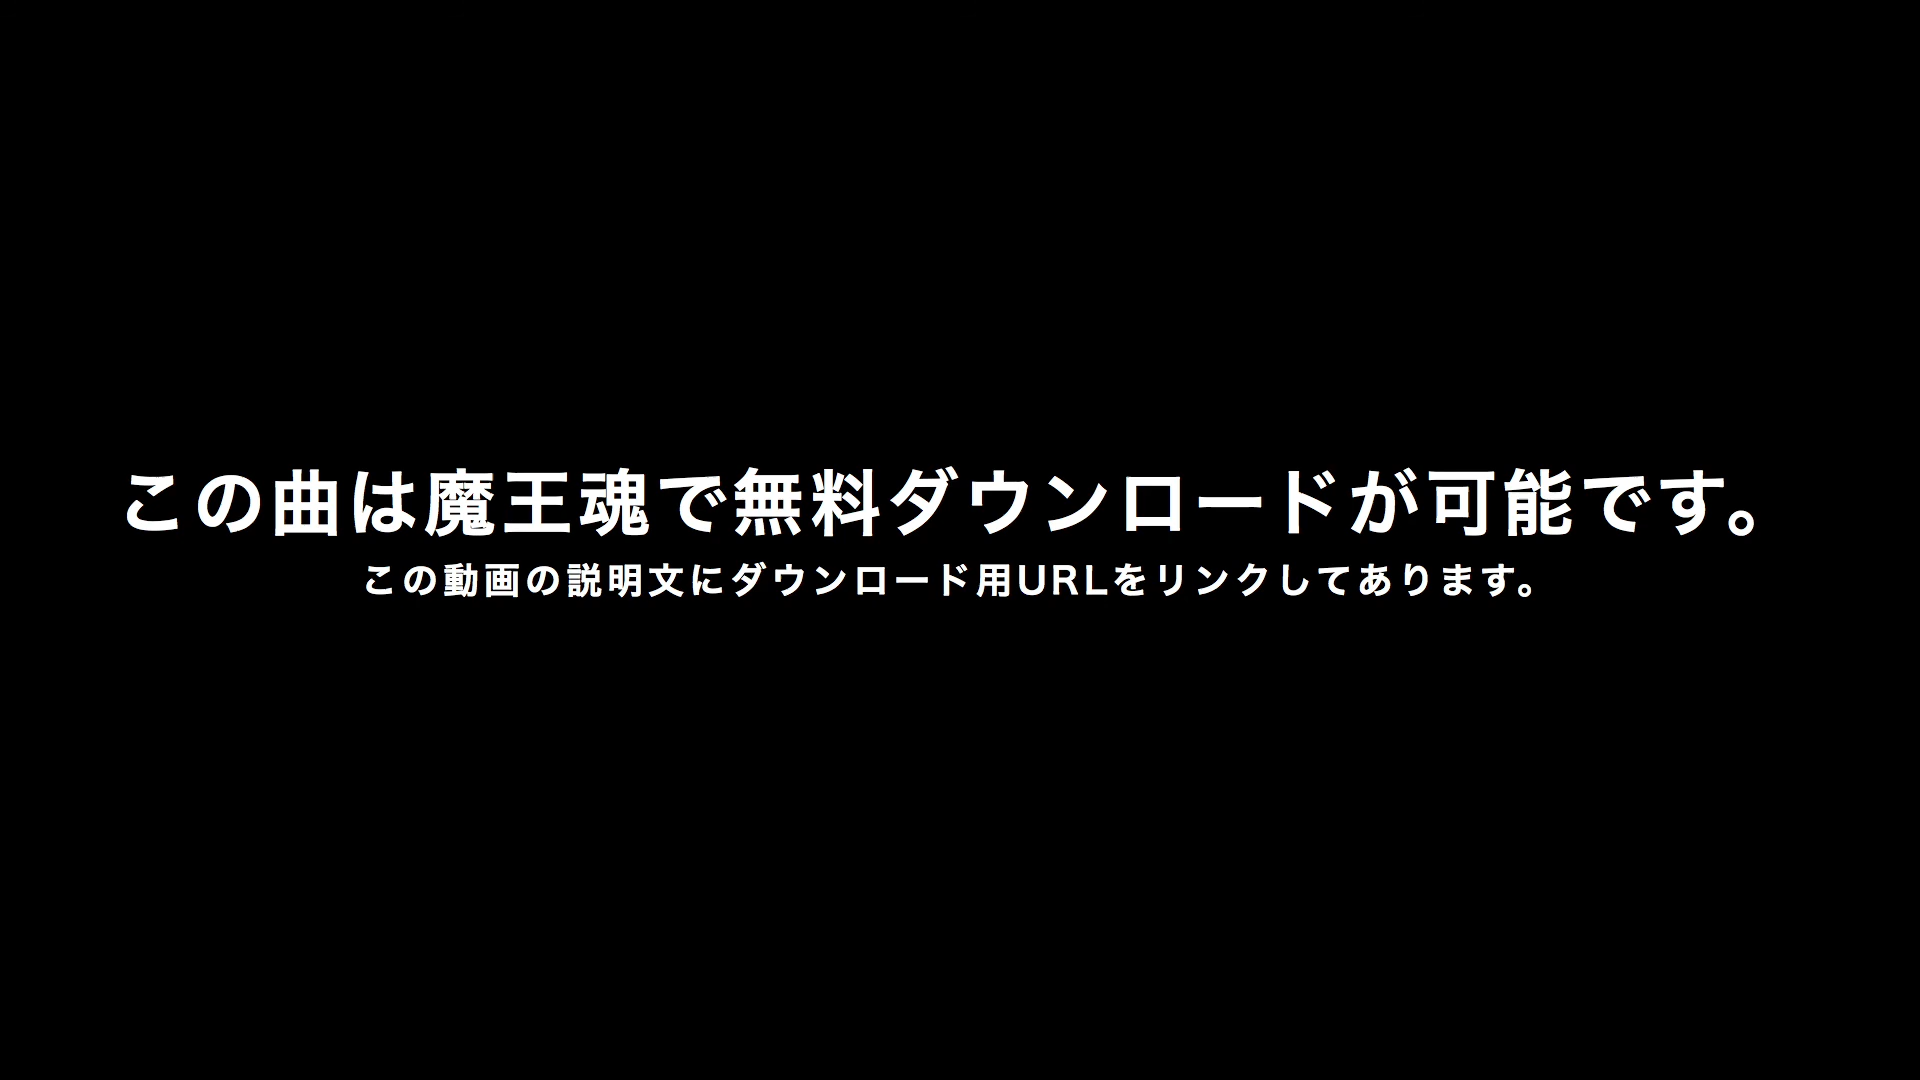 この曲は魔王魂で無料ダウンロードが可能です。
この動画の説明文にダウンロード用URLをリンクしてあります。